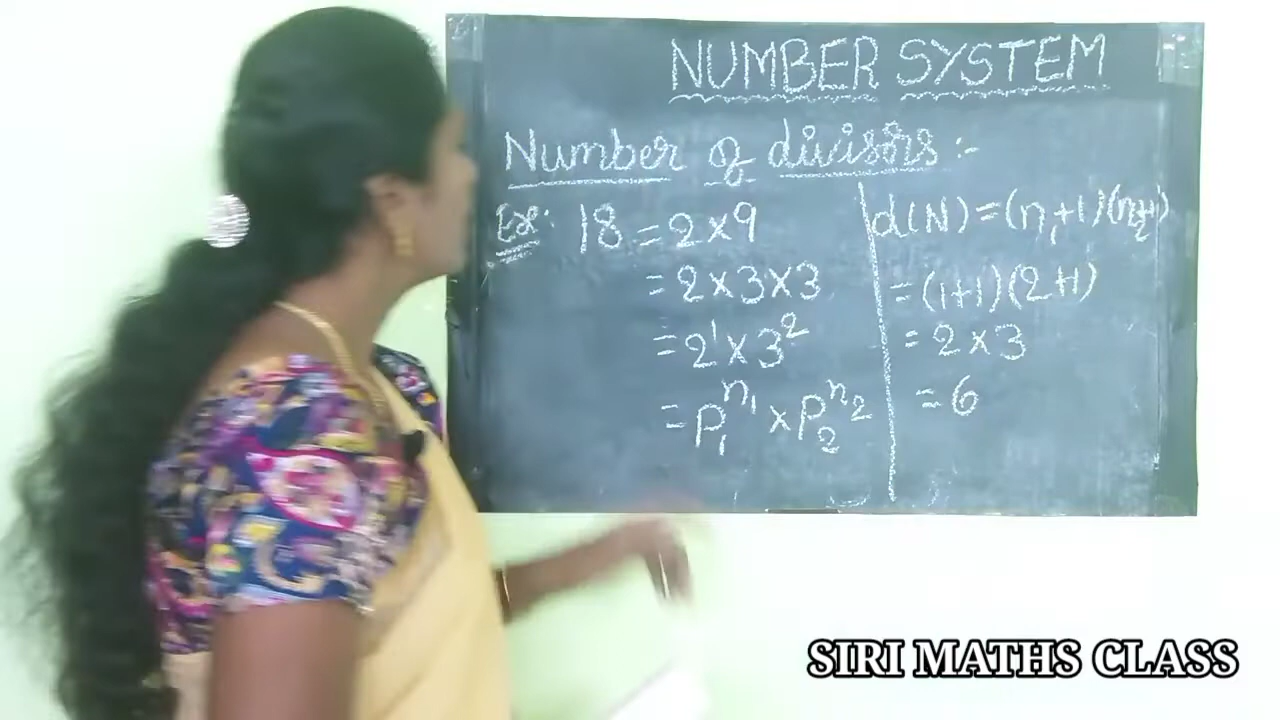 NUMBER SYSTEM
Number of divisors :-
Ex: 18 = 2×9
= 2×3×3
= 2¹×3²
= p₁^n₁ × p₂^n₂
d(N) = (n₁+1)(n₂+1)
= (1+1)(2+1)
= 2×3
= 6
SIRI MATHS CLASS